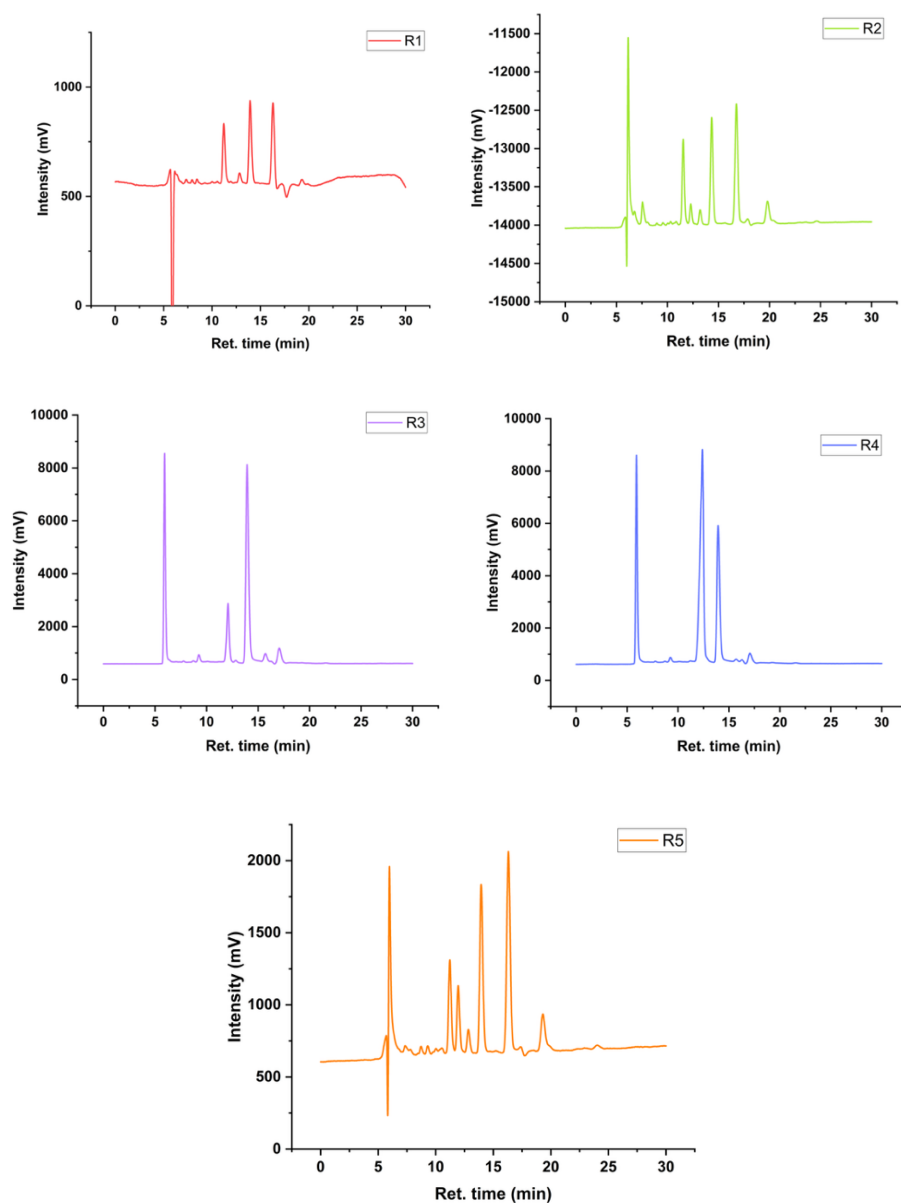 R1
1000
500
0
Intensity (mV)
0 5 10 15 20 25 30
Ret. time (min)
R2
-11500
-12000
-12500
-13000
-13500
-14000
-14500
-15000
Intensity (mV)
0 5 10 15 20 25 30
Ret. time (min)
R3
10000
8000
6000
4000
2000
0
Intensity (mV)
0 5 10 15 20 25 30
Ret. time (min)
R4
10000
8000
6000
4000
2000
0
Intensity (mV)
0 5 10 15 20 25 30
Ret. time (min)
R5
2000
1500
1000
500
0
Intensity (mV)
0 5 10 15 20 25 30
Ret. time (min)